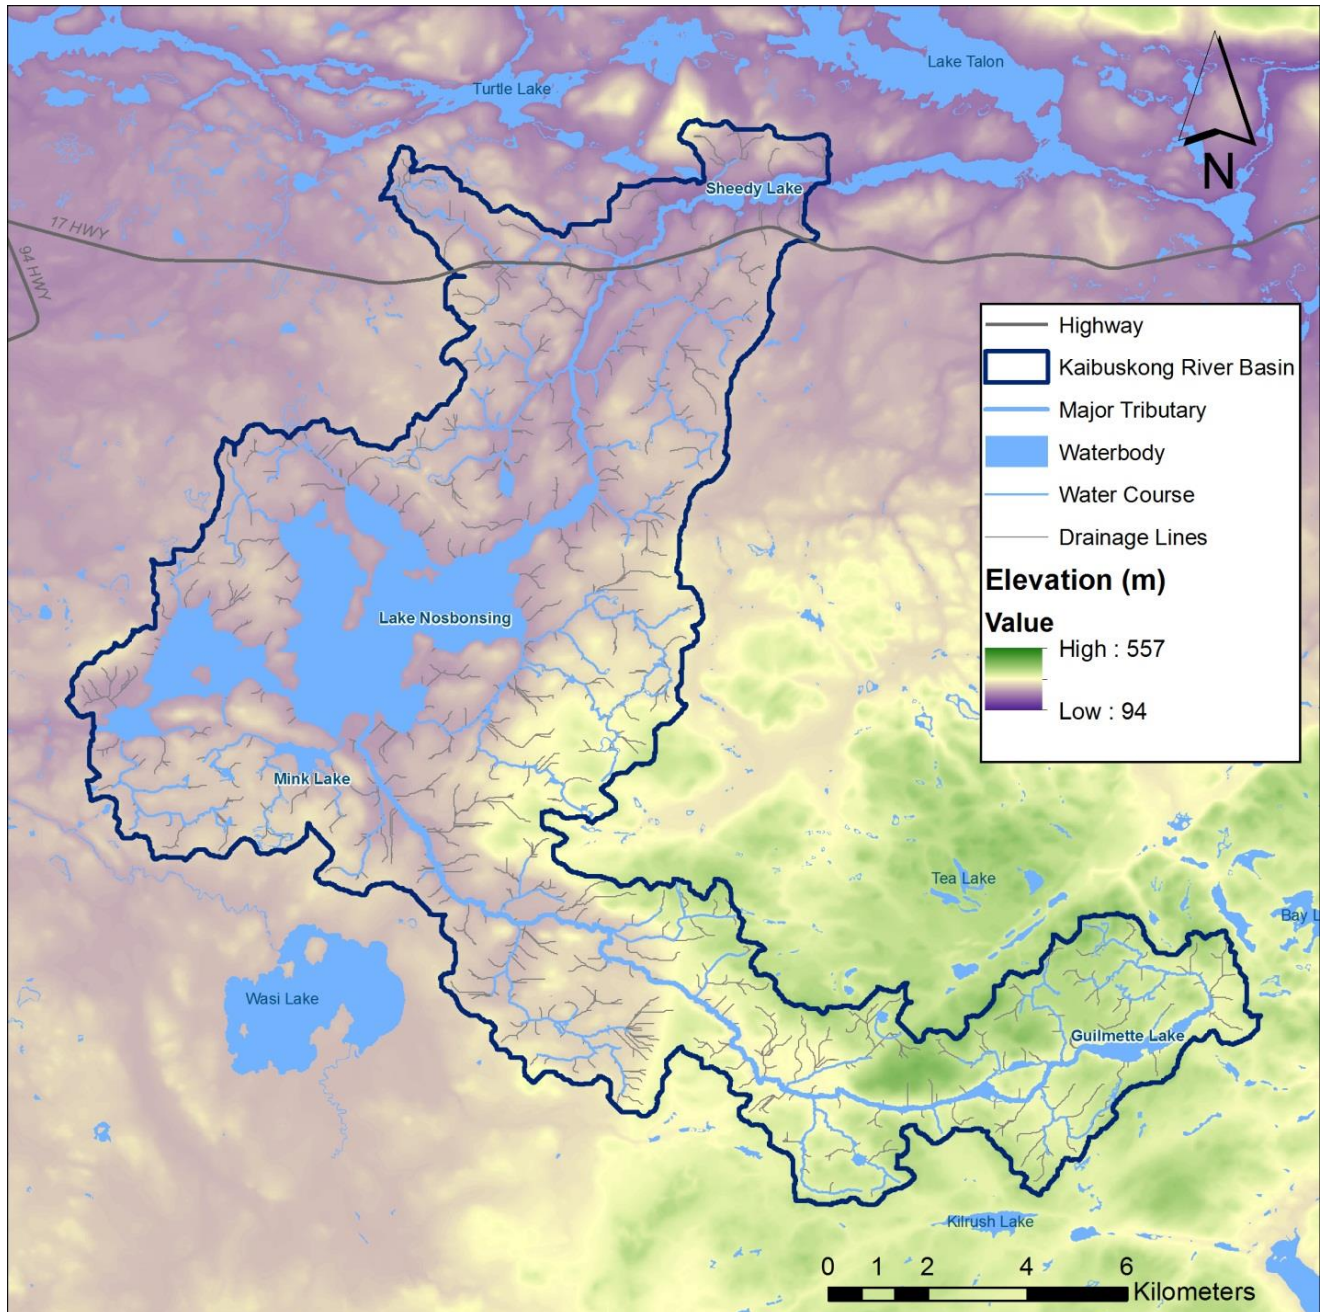 Lake Talon
Turtle Lake
N
Sheedy Lake
17 HWY
94 HWY
Highway
Kaibuskong River Basin
Major Tributary
Waterbody
Water Course
Drainage Lines
Elevation (m)
Value
High : 557
Low : 94
Lake Nosbonsing
Mink Lake
Tea Lake
Bay L
Wasi Lake
Guilmette Lake
Kilrush Lake
0 1 2 4 6
Kilometers